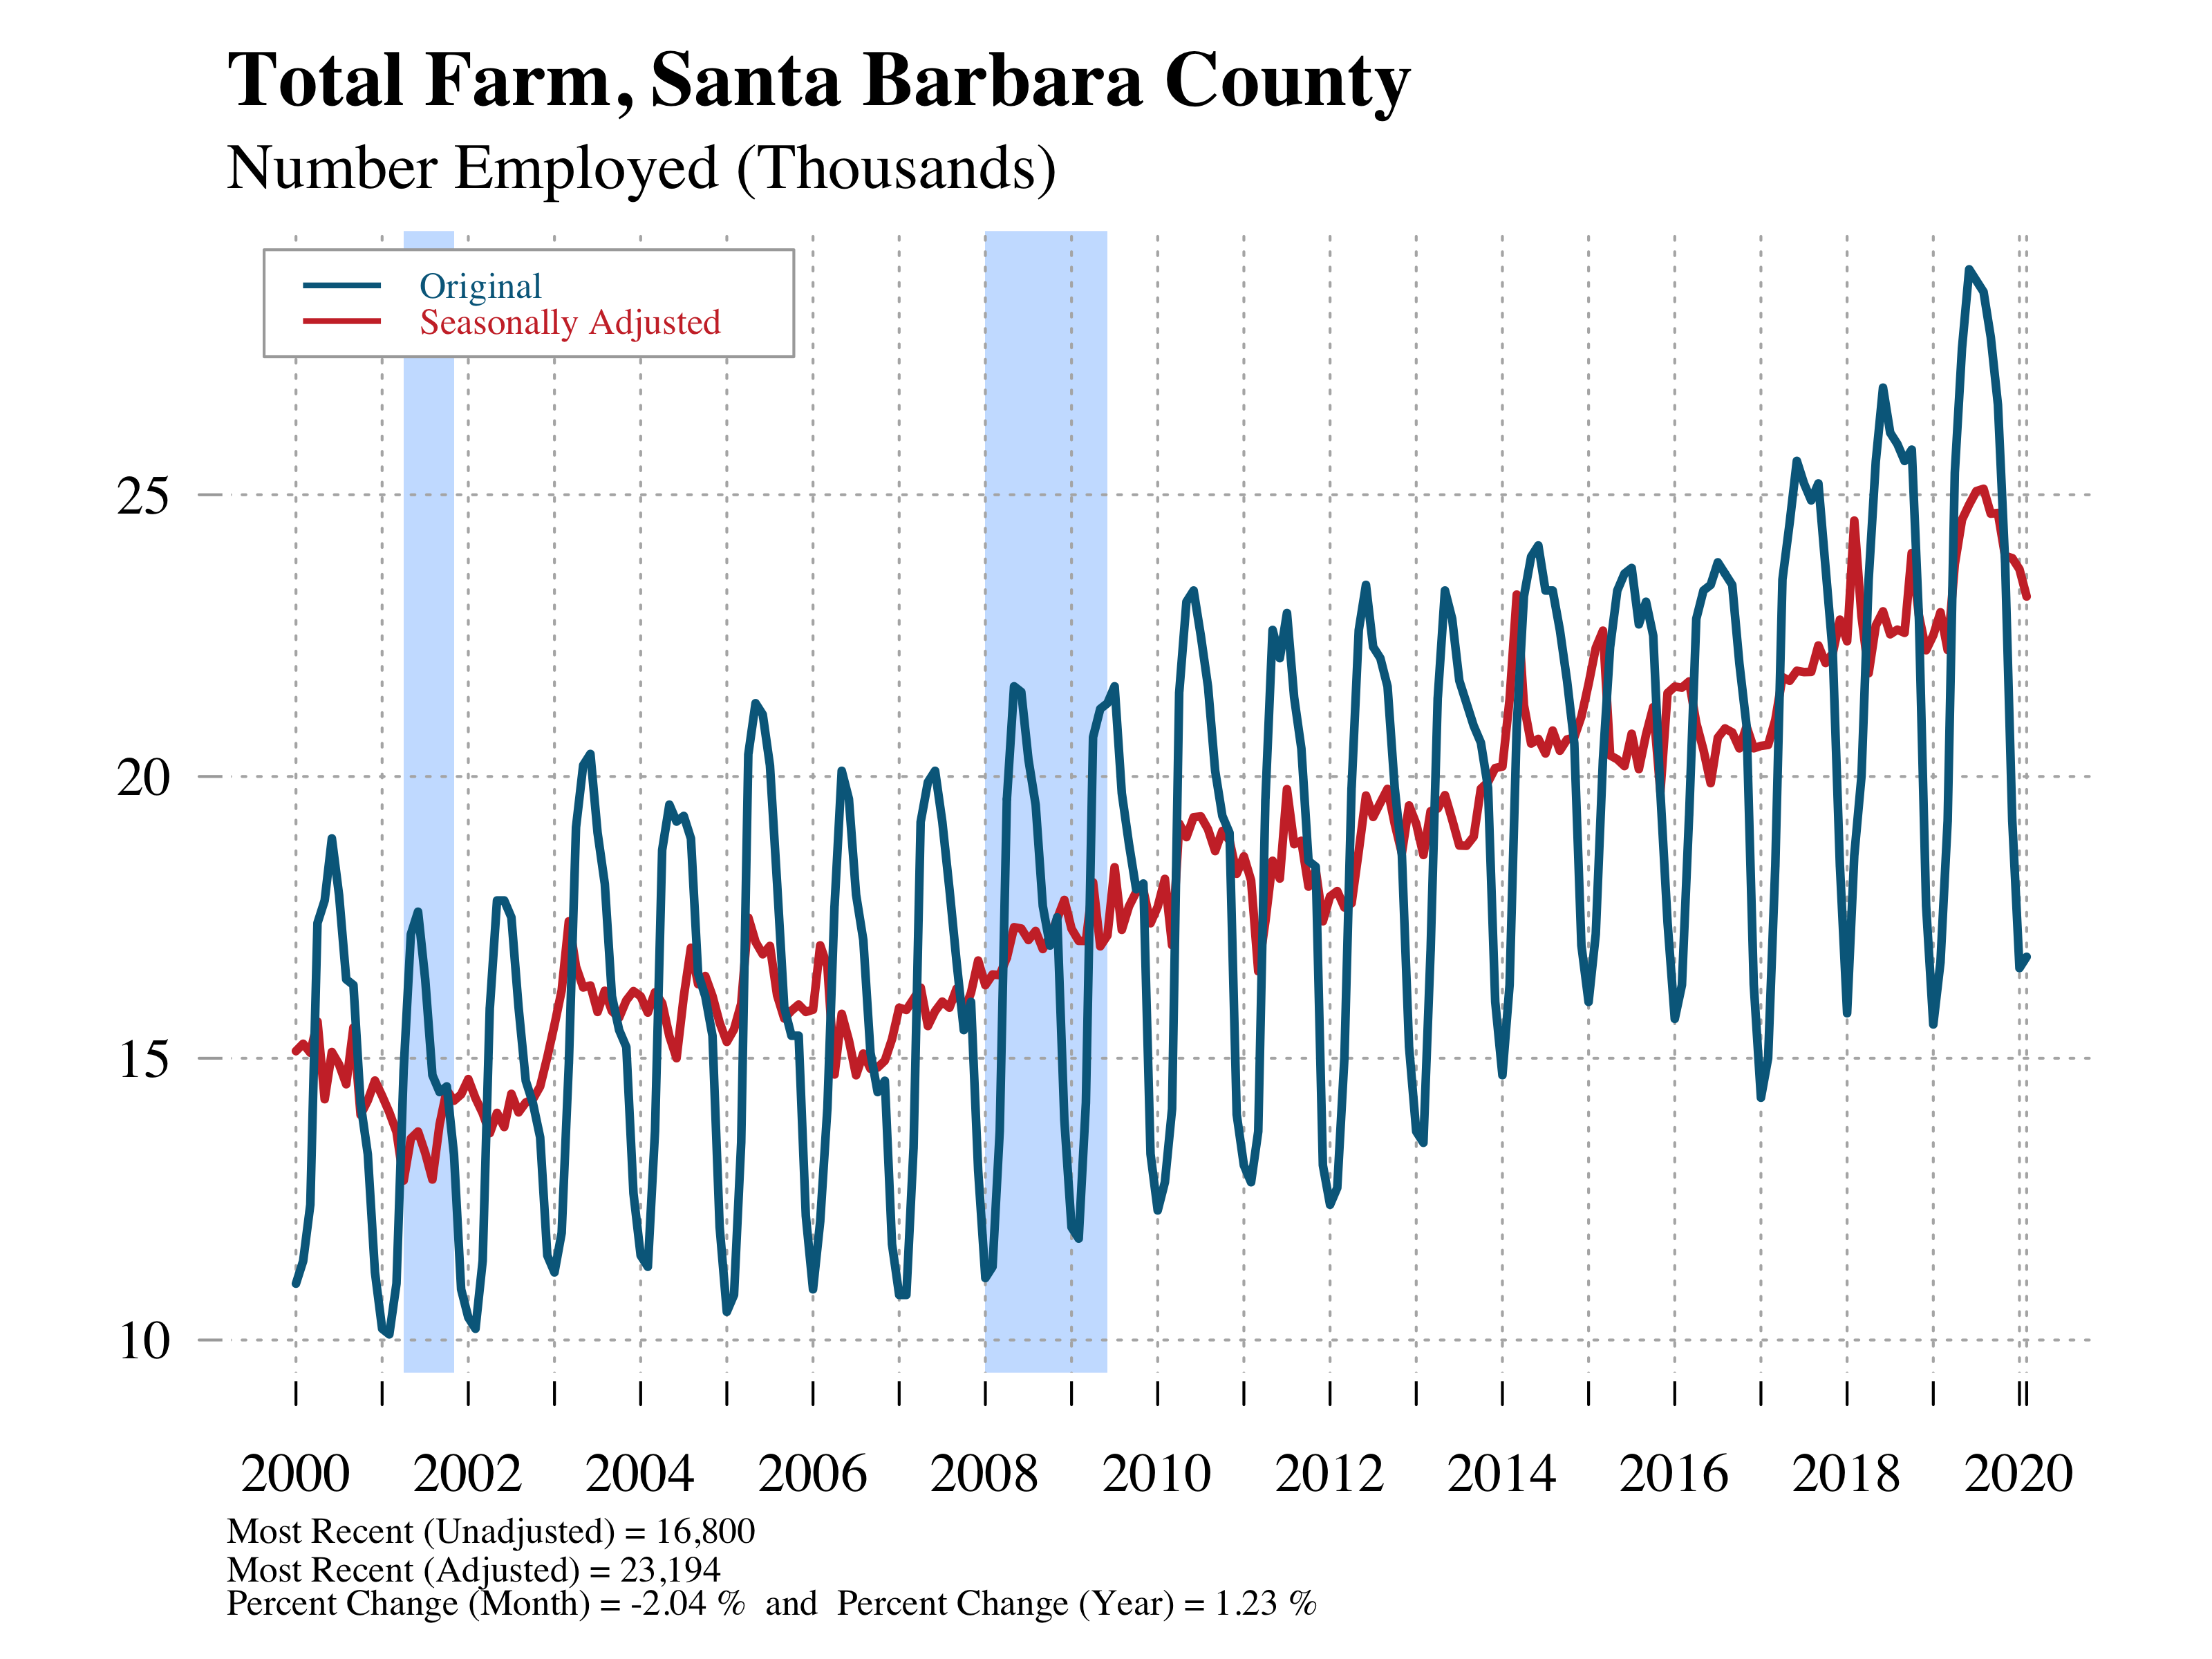 Total Farm, Santa Barbara County
Number Employed (Thousands)
Original
Seasonally Adjusted
25
20
15
10
2000 2002 2004 2006 2008 2010 2012 2014 2016 2018 2020
Most Recent (Unadjusted) = 16,800
Most Recent (Adjusted) = 23,194
Percent Change (Month) = -2.04 % and Percent Change (Year) = 1.23 %